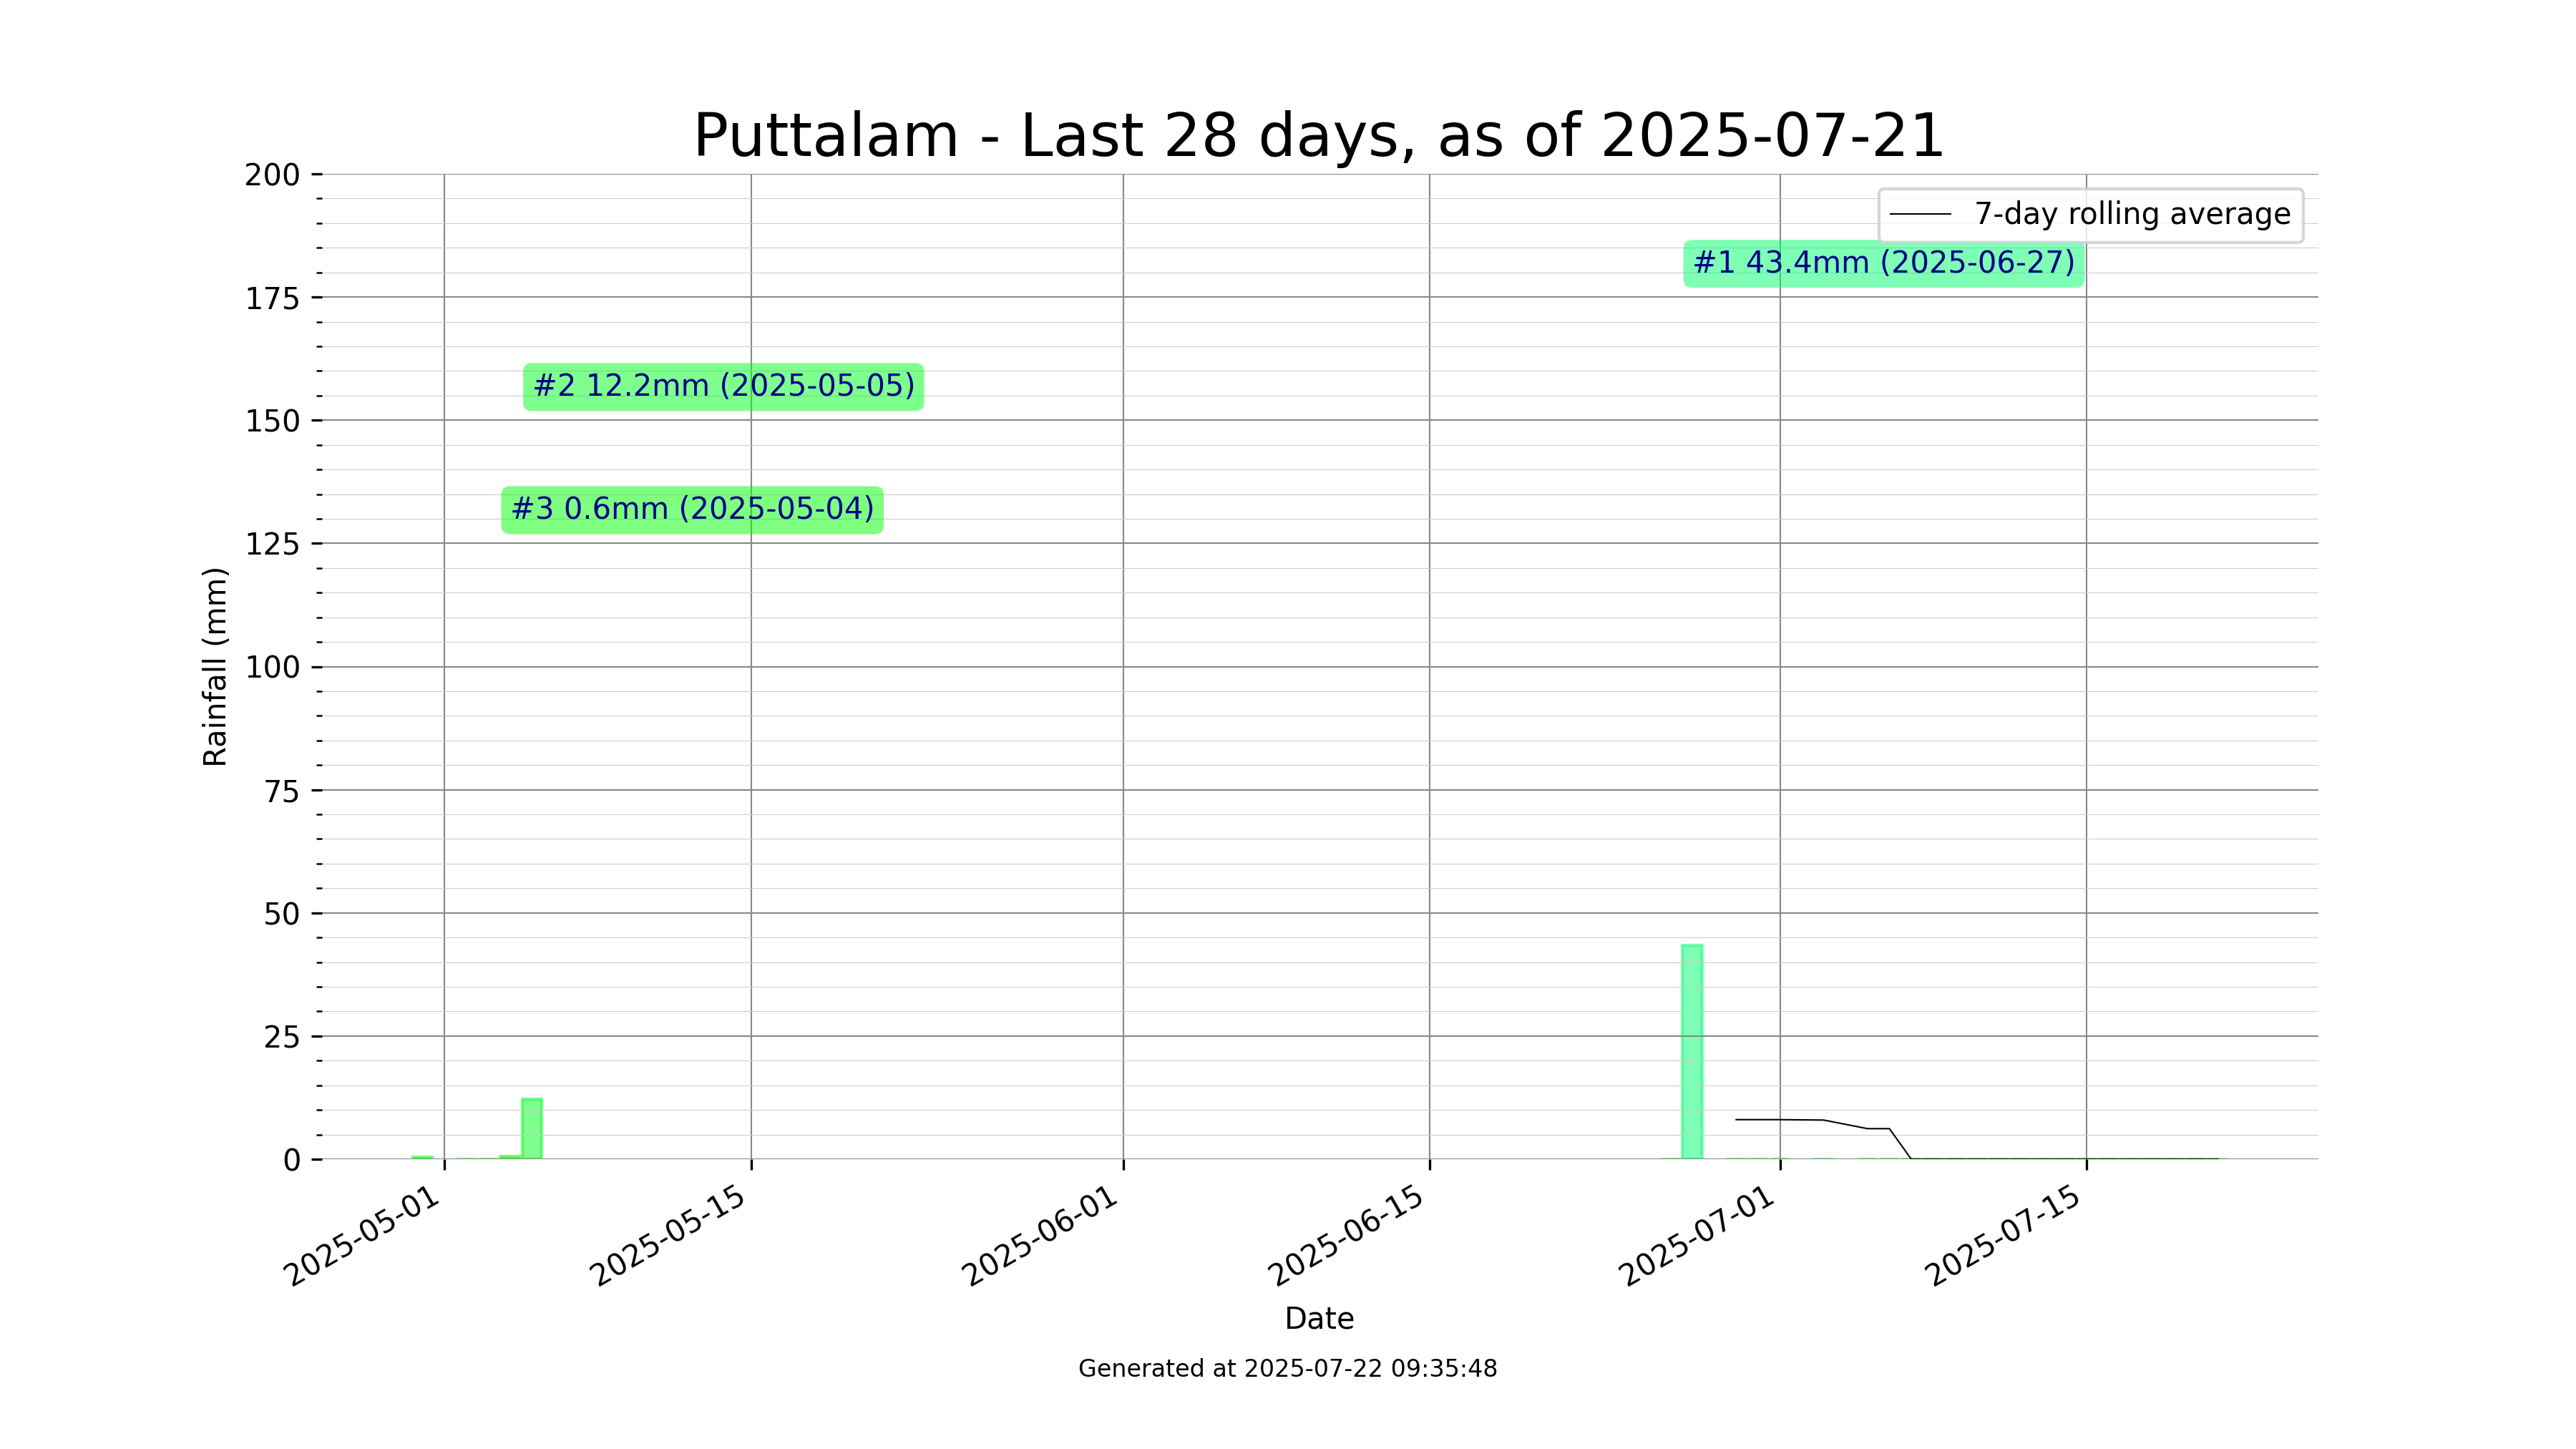 Puttalam - Last 28 days, as of 2025-07-21
7-day rolling average
#1 43.4mm (2025-06-27)
#2 12.2mm (2025-05-05)
#3 0.6mm (2025-05-04)
Rainfall (mm)
200
175
150
125
100
75
50
25
0
2025-05-01
2025-05-15
2025-06-01
2025-06-15
2025-07-01
2025-07-15
Date
Generated at 2025-07-22 09:35:48